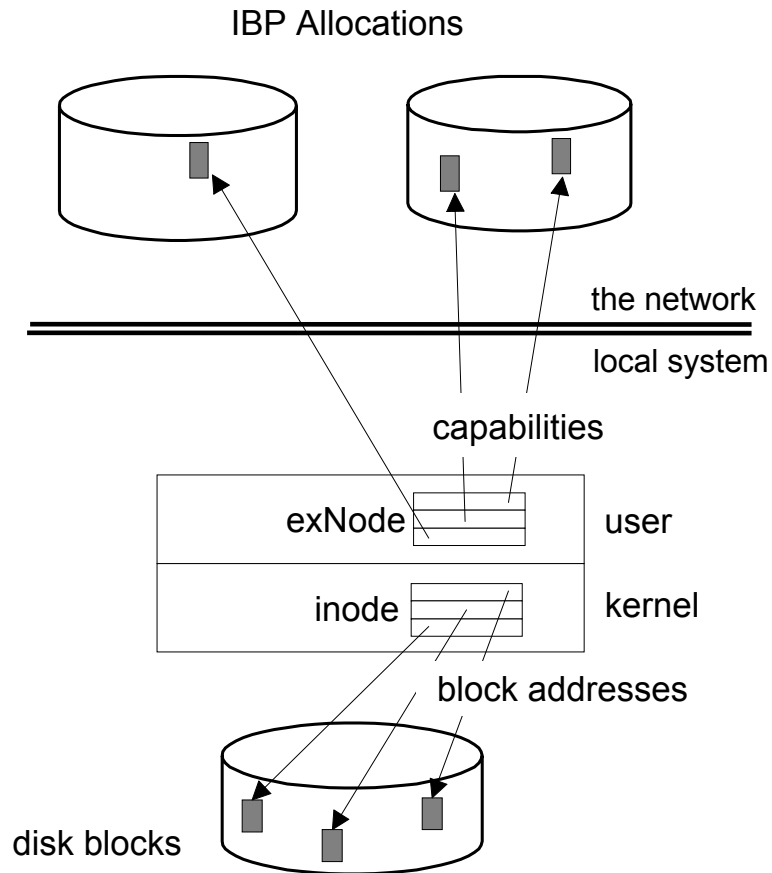 IBP Allocations
the network
local system
capabilities
exNode
user
inode
kernel
block addresses
disk blocks